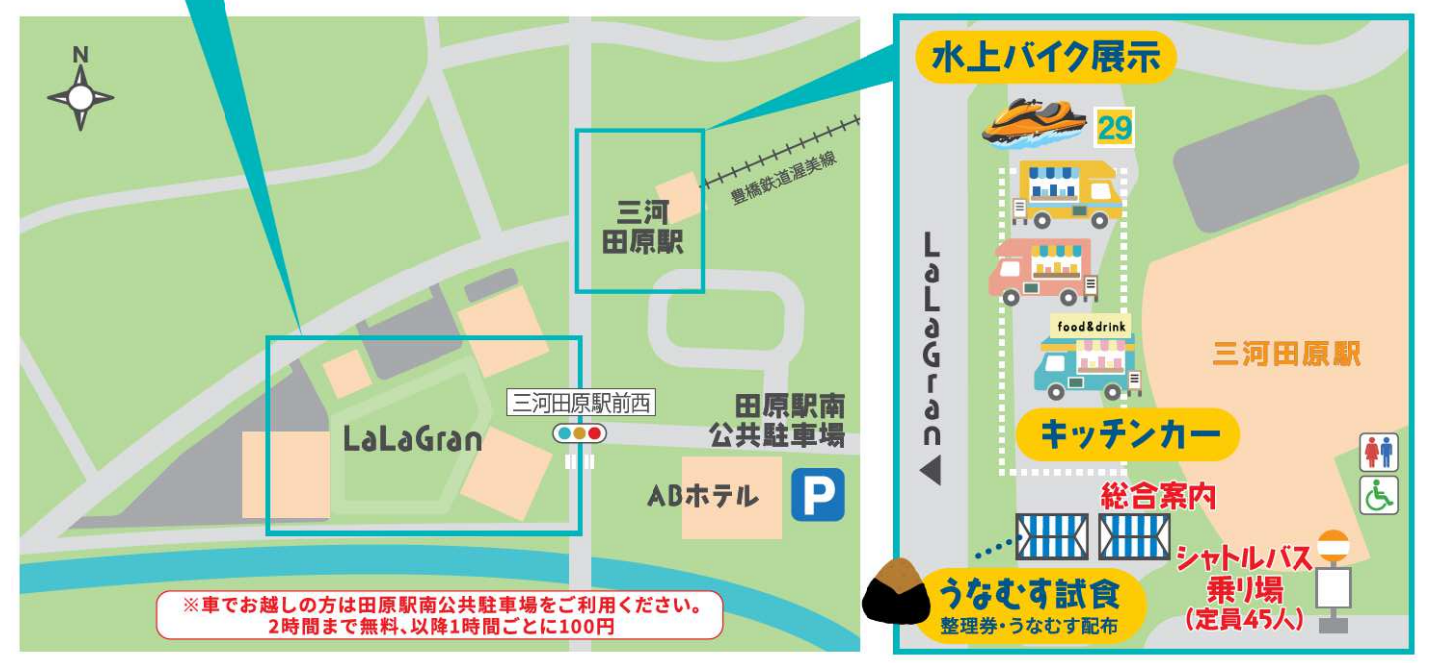 N
三河
田原駅
豊橋鉄道渥美線
三河田原駅前西
LaLaGran
田原駅南
公共駐車場
ABホテル
P
※車でお越しの方は田原駅南公共駐車場をご利用ください。
2時間まで無料、以降1時間ごとに100円
水上バイク展示
29
LaLaGran
food&drink
三河田原駅
キッチンカー
総合案内
シャトルバス
乗り場
(定員45人)
うなむす試食
整理券・うなむす配布